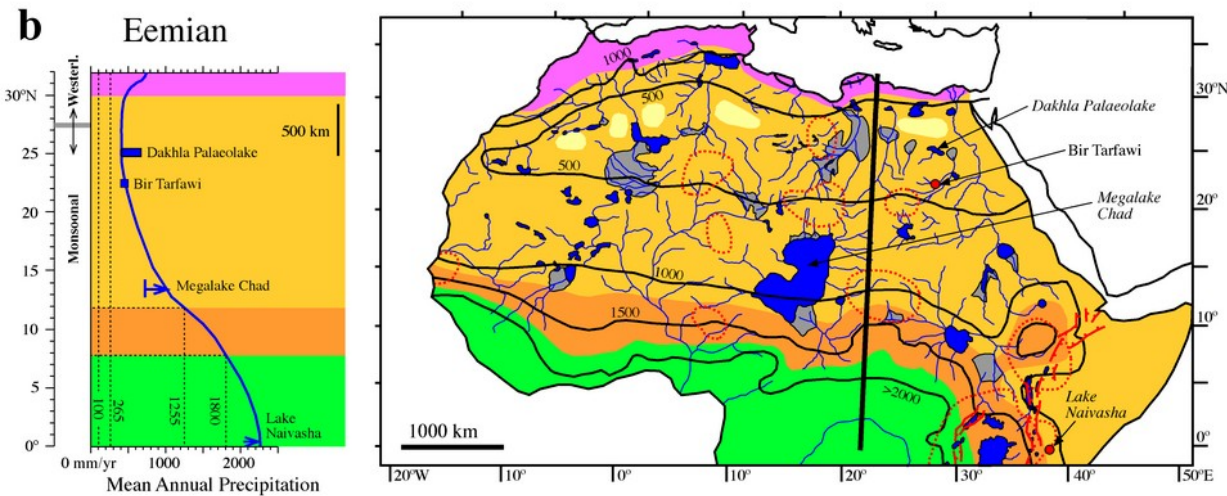 b
Eemian
Westerl.
Monsoonal
30°N
25
20
15
10
5
0°
500 km
Dakhla Palaeolake
Bir Tarfawi
Megalake Chad
Lake
Naivasha
100
265
1255
1800
0 mm/yr
1000
2000
Mean Annual Precipitation
1000
500
500
1000
1500
>2000
Dakhla Palaeolake
Bir Tarfawi
Megalake
Chad
Lake
Naivasha
30°N
20°
10°
0°
1000 km
20°W
10°
0°
10°
20°
30°
40°
50°E